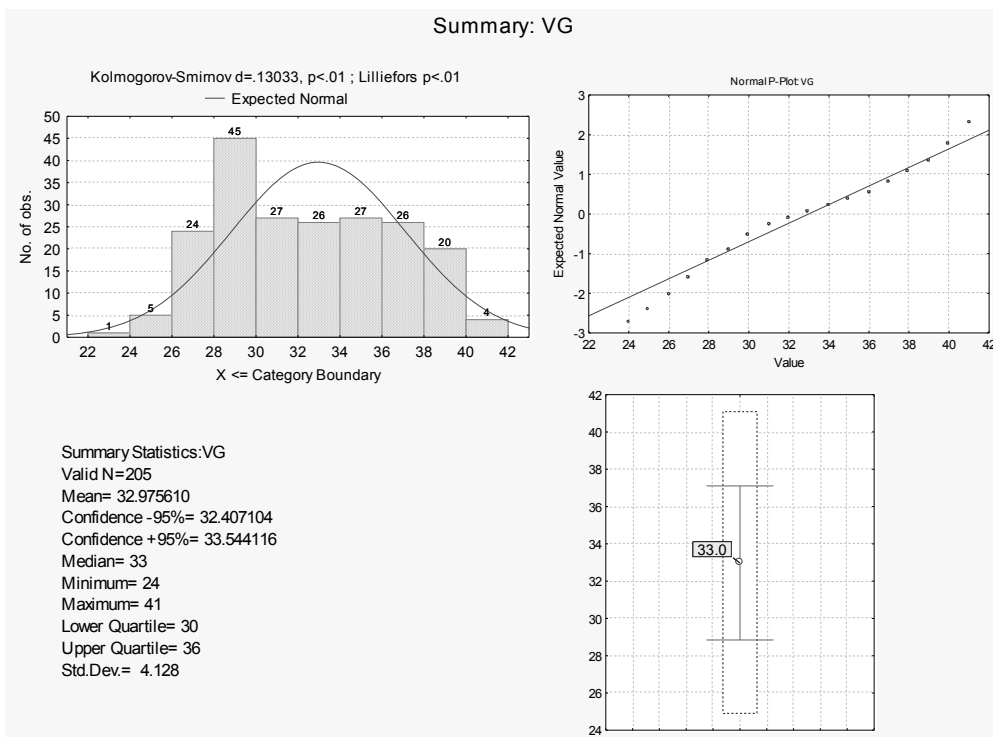 Summary: VG
Kolmogorov-Smirnov d=.13033, p<.01 ; Lilliefors p<.01
Expected Normal
50
45
40
35
30
25
20
15
10
5
0
No. of obs.
1
5
24
45
27
26
27
26
20
4
22 24 26 28 30 32 34 36 38 40 42
X <= Category Boundary
Normal P-Plot: VG
3
2
1
0
-1
-2
-3
Expected Normal Value
22 24 26 28 30 32 34 36 38 40 42
Value
Summary Statistics:VG
Valid N=205
Mean= 32.975610
Confidence -95%= 32.407104
Confidence +95%= 33.544116
Median= 33
Minimum= 24
Maximum= 41
Lower Quartile= 30
Upper Quartile= 36
Std.Dev.= 4.128
42
40
38
36
34
32
30
28
26
24
33.0